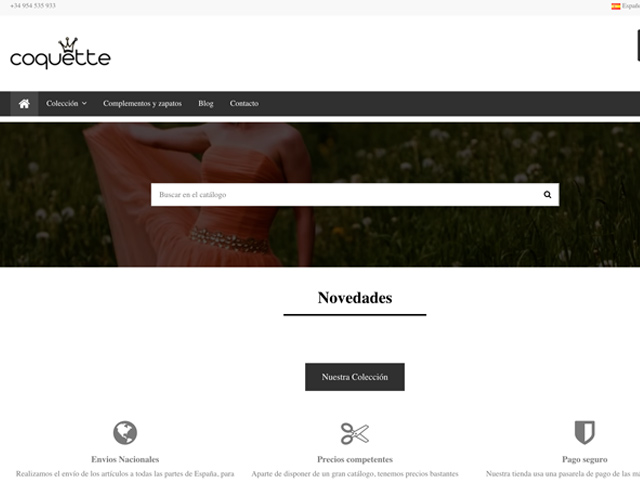 +34 954 535 933
Españ
coquette
Colección
Complementos y zapatos
Blog
Contacto
Buscar en el catálogo
Novedades
Nuestra Colección
Envios Nacionales
Precios competentes
Pago seguro
Realizamos el envío de los artículos a todas las partes de España, para
Aparte de disponer de un gran catálogo, tenemos precios bastantes
Nuestra tienda usa una pasarela de pago de las ma